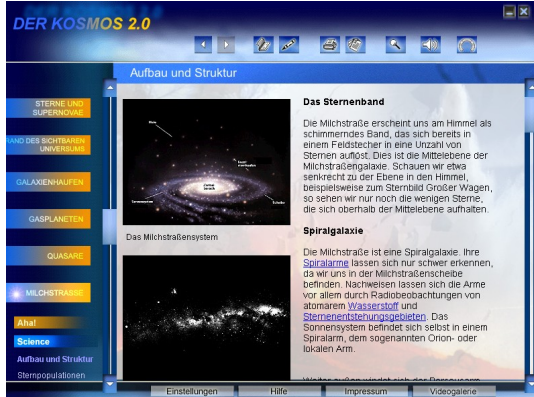 DER KOSMOS 2.0
Aufbau und Struktur
STERNE UND
SUPERNOVAE
RAND DES SICHTBAREN
UNIVERSUMS
GALAXIENHAUFEN
GASPLANETEN
QUASARE
MILCHSTRASSE
Aha!
Science
Aufbau und Struktur
Sternpopulationen
Das Milchstraßensystem
Das Sternenband
Die Milchstraße erscheint uns am Himmel als
schimmerndes Band, das sich bereits in
einem Feldstecher in eine Unzahl von
Sternen auflöst. Dies ist die Mittelebene der
Milchstraßengalaxie. Schauen wir etwa
senkrecht zu der Ebene in den Himmel,
beispielsweise zum Sternbild Großer Wagen,
so sehen wir nur noch die wenigen Sterne,
die sich oberhalb der Mittelebene aufhalten.
Spiralgalaxie
Die Milchstraße ist eine Spiralgalaxie. Ihre
Spiralarme lassen sich nur schwer erkennen,
da wir uns in der Milchstraßenscheibe
befinden. Nachweisen lassen sich die Arme
vor allem durch Radiobeobachtungen von
atomarem Wasserstoff und
Sternenentstehungsgebieten. Das
Sonnensystem befindet sich selbst in einem
Spiralarm, dem sogenannten Orion- oder
lokalen Arm.
Weiter außen windet sich der Perseusarm
Einstellungen
Hilfe
Impressum
Videogalerie